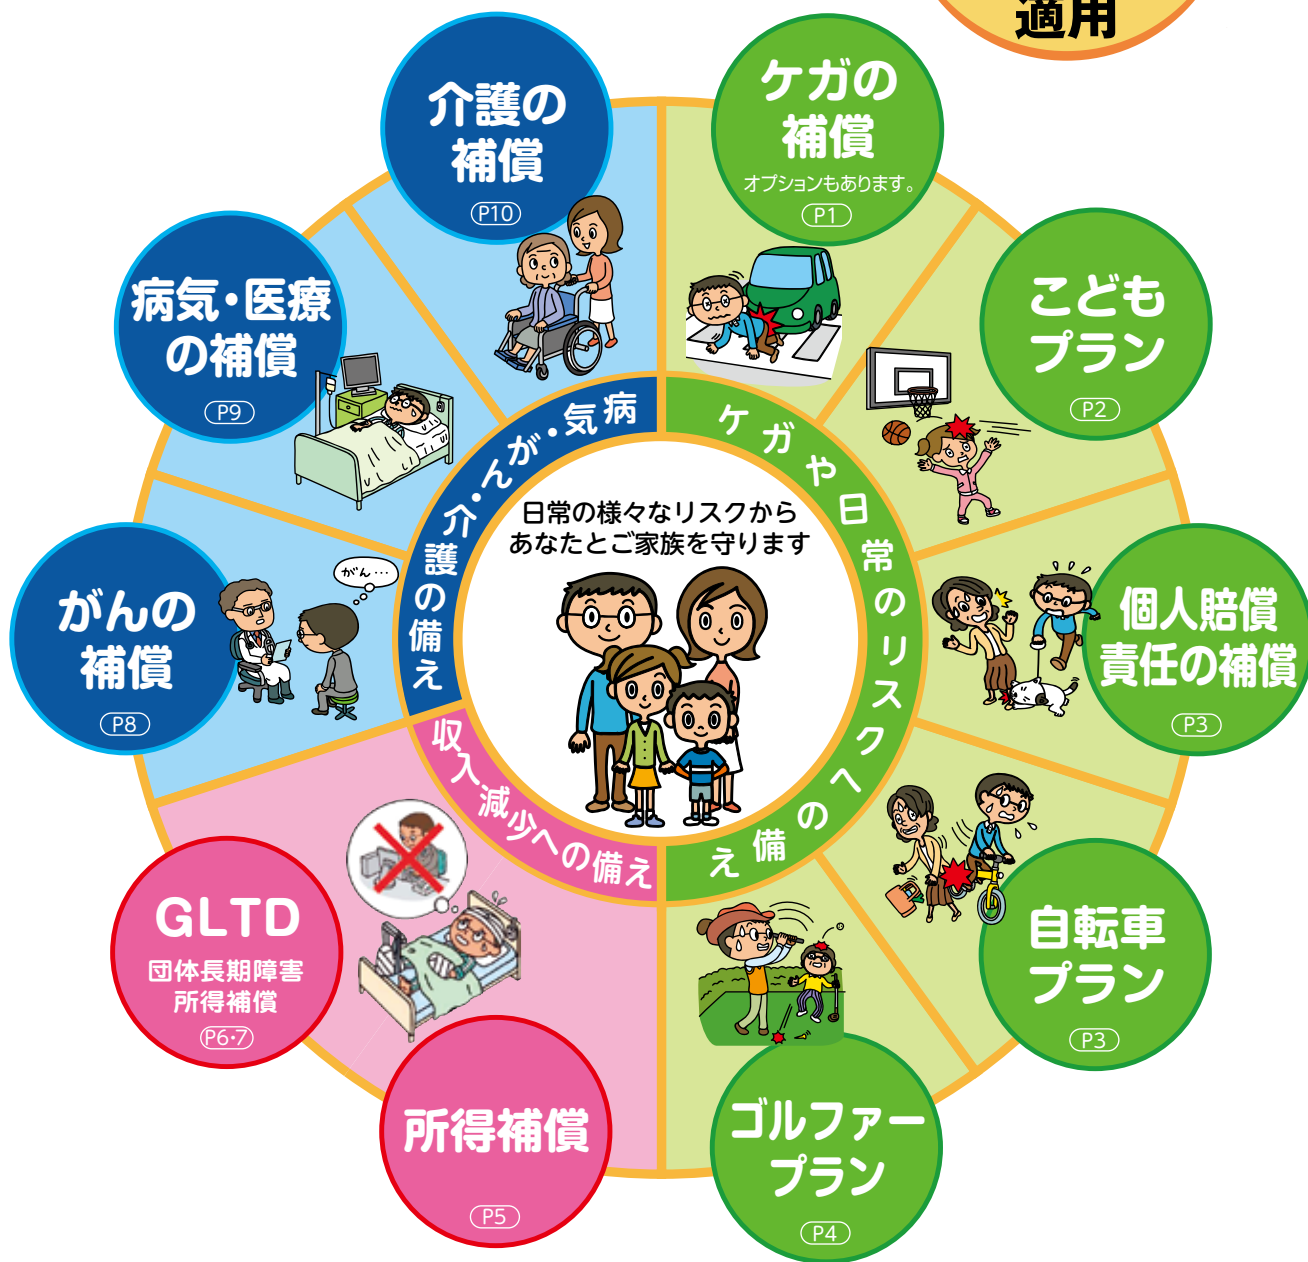 適用
ケガの
補償
オプションもあります。
P1
こども
プラン
P2
個人賠償
責任の補償
P3
自転車
プラン
P3
ゴルファー
プラン
P4
所得補償
P5
GLTD
団体長期障害
所得補償
P6・7
がんの
補償
P8
がん…
病気・医療
の補償
P9
介護の
補償
P10
ケガや日常のリスクへの備え
収入減少への備え
病気・がん・介護の備え
日常の様々なリスクから
あなたとご家族を守ります